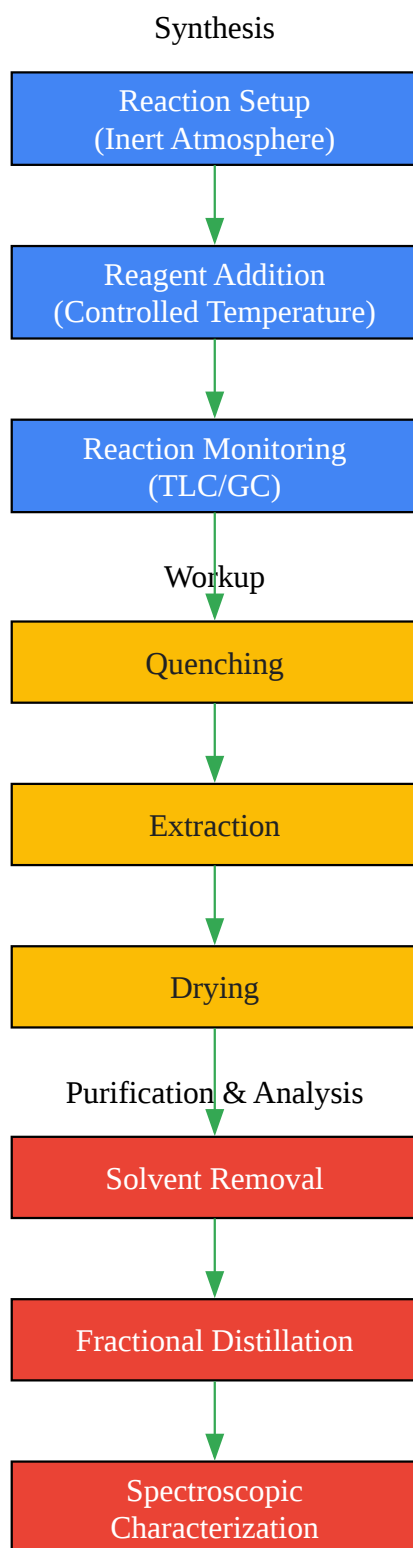 Synthesis
Reaction Setup
(Inert Atmosphere)
Reagent Addition
(Controlled Temperature)
Reaction Monitoring
(TLC/GC)
Workup
Quenching
Extraction
Drying
Purification & Analysis
Solvent Removal
Fractional Distillation
Spectroscopic
Characterization